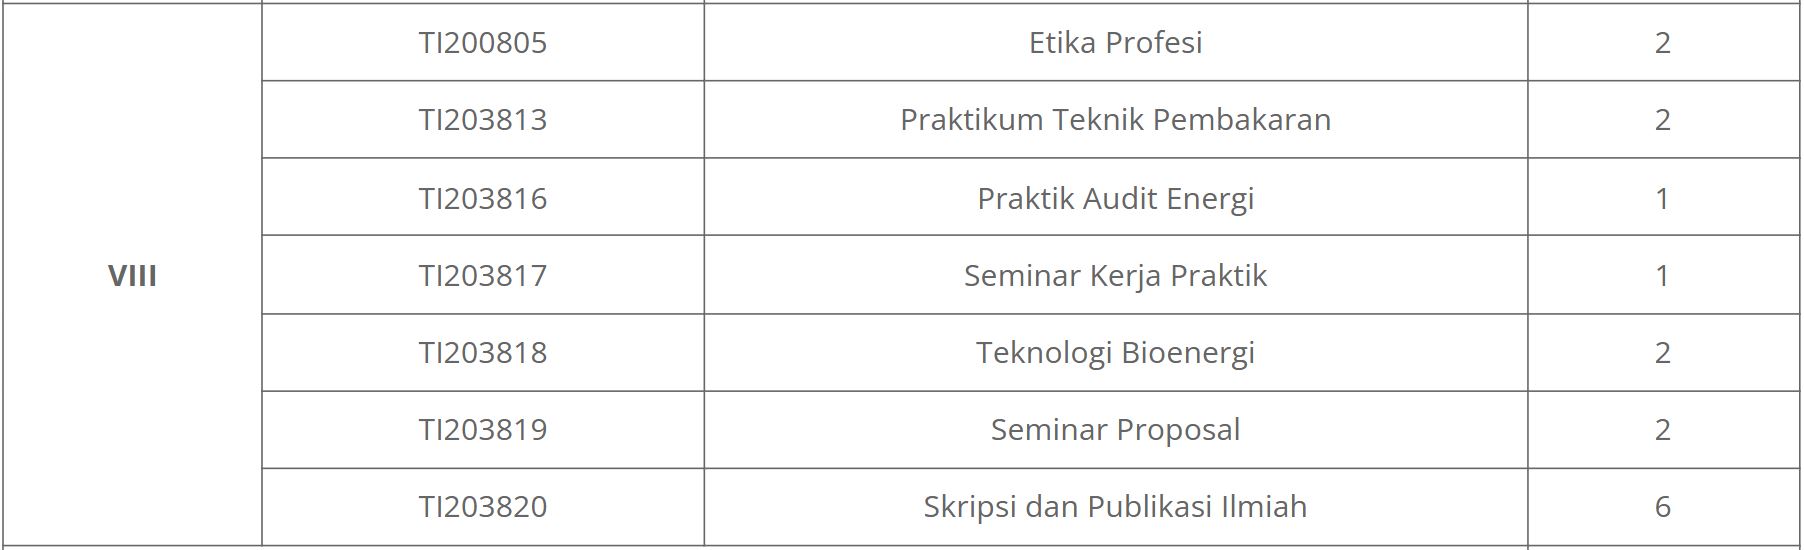 TI200805 Etika Profesi 2
TI203813 Praktikum Teknik Pembakaran 2
TI203816 Praktik Audit Energi 1
VIII TI203817 Seminar Kerja Praktik 1
TI203818 Teknologi Bioenergi 2
TI203819 Seminar Proposal 2
TI203820 Skripsi dan Publikasi Ilmiah 6